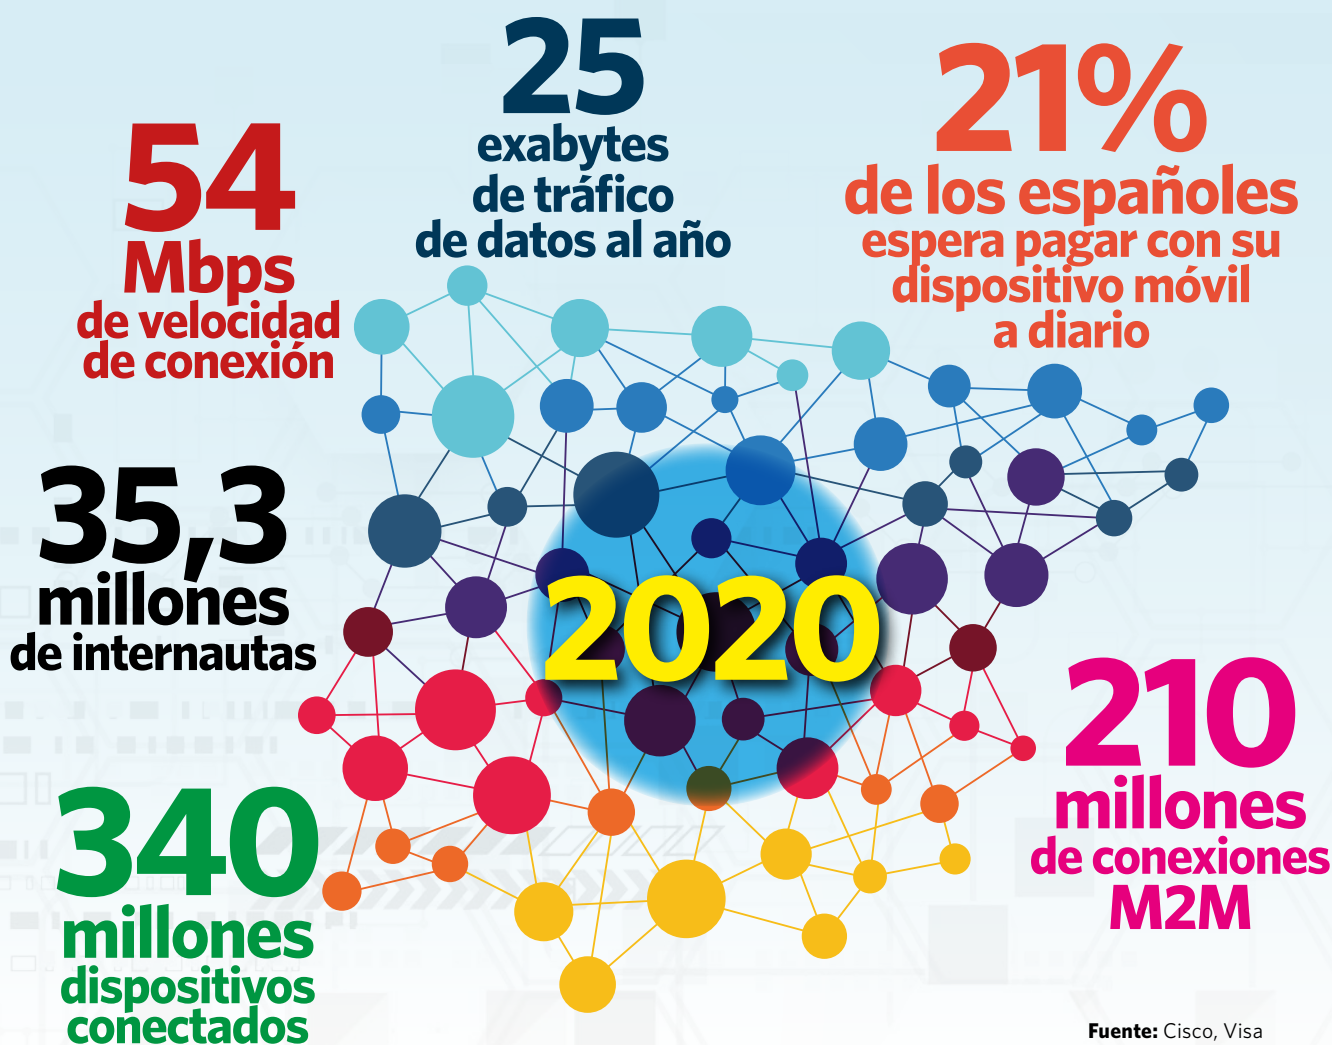 25
exabytes
de tráfico
de datos al año
21%
de los españoles
espera pagar con su
dispositivo móvil
a diario
54
Mbps
de velocidad
de conexión
35,3
millones
de internautas
2020
340
millones
dispositivos
conectados
210
millones
de conexiones
M2M
Fuente: Cisco, Visa